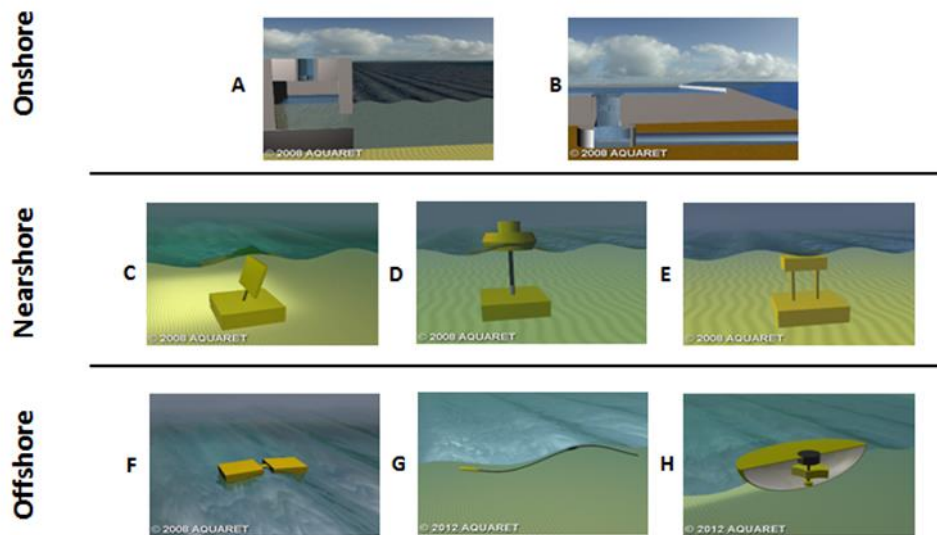 Onshore
A
© 2008 AQUARET
B
© 2008 AQUARET
Nearshore
C
© 2008 AQUARET
D
© 2008 AQUARET
E
© 2008 AQUARET
Offshore
F
© 2008 AQUARET
G
© 2012 AQUARET
H
© 2012 AQUARET